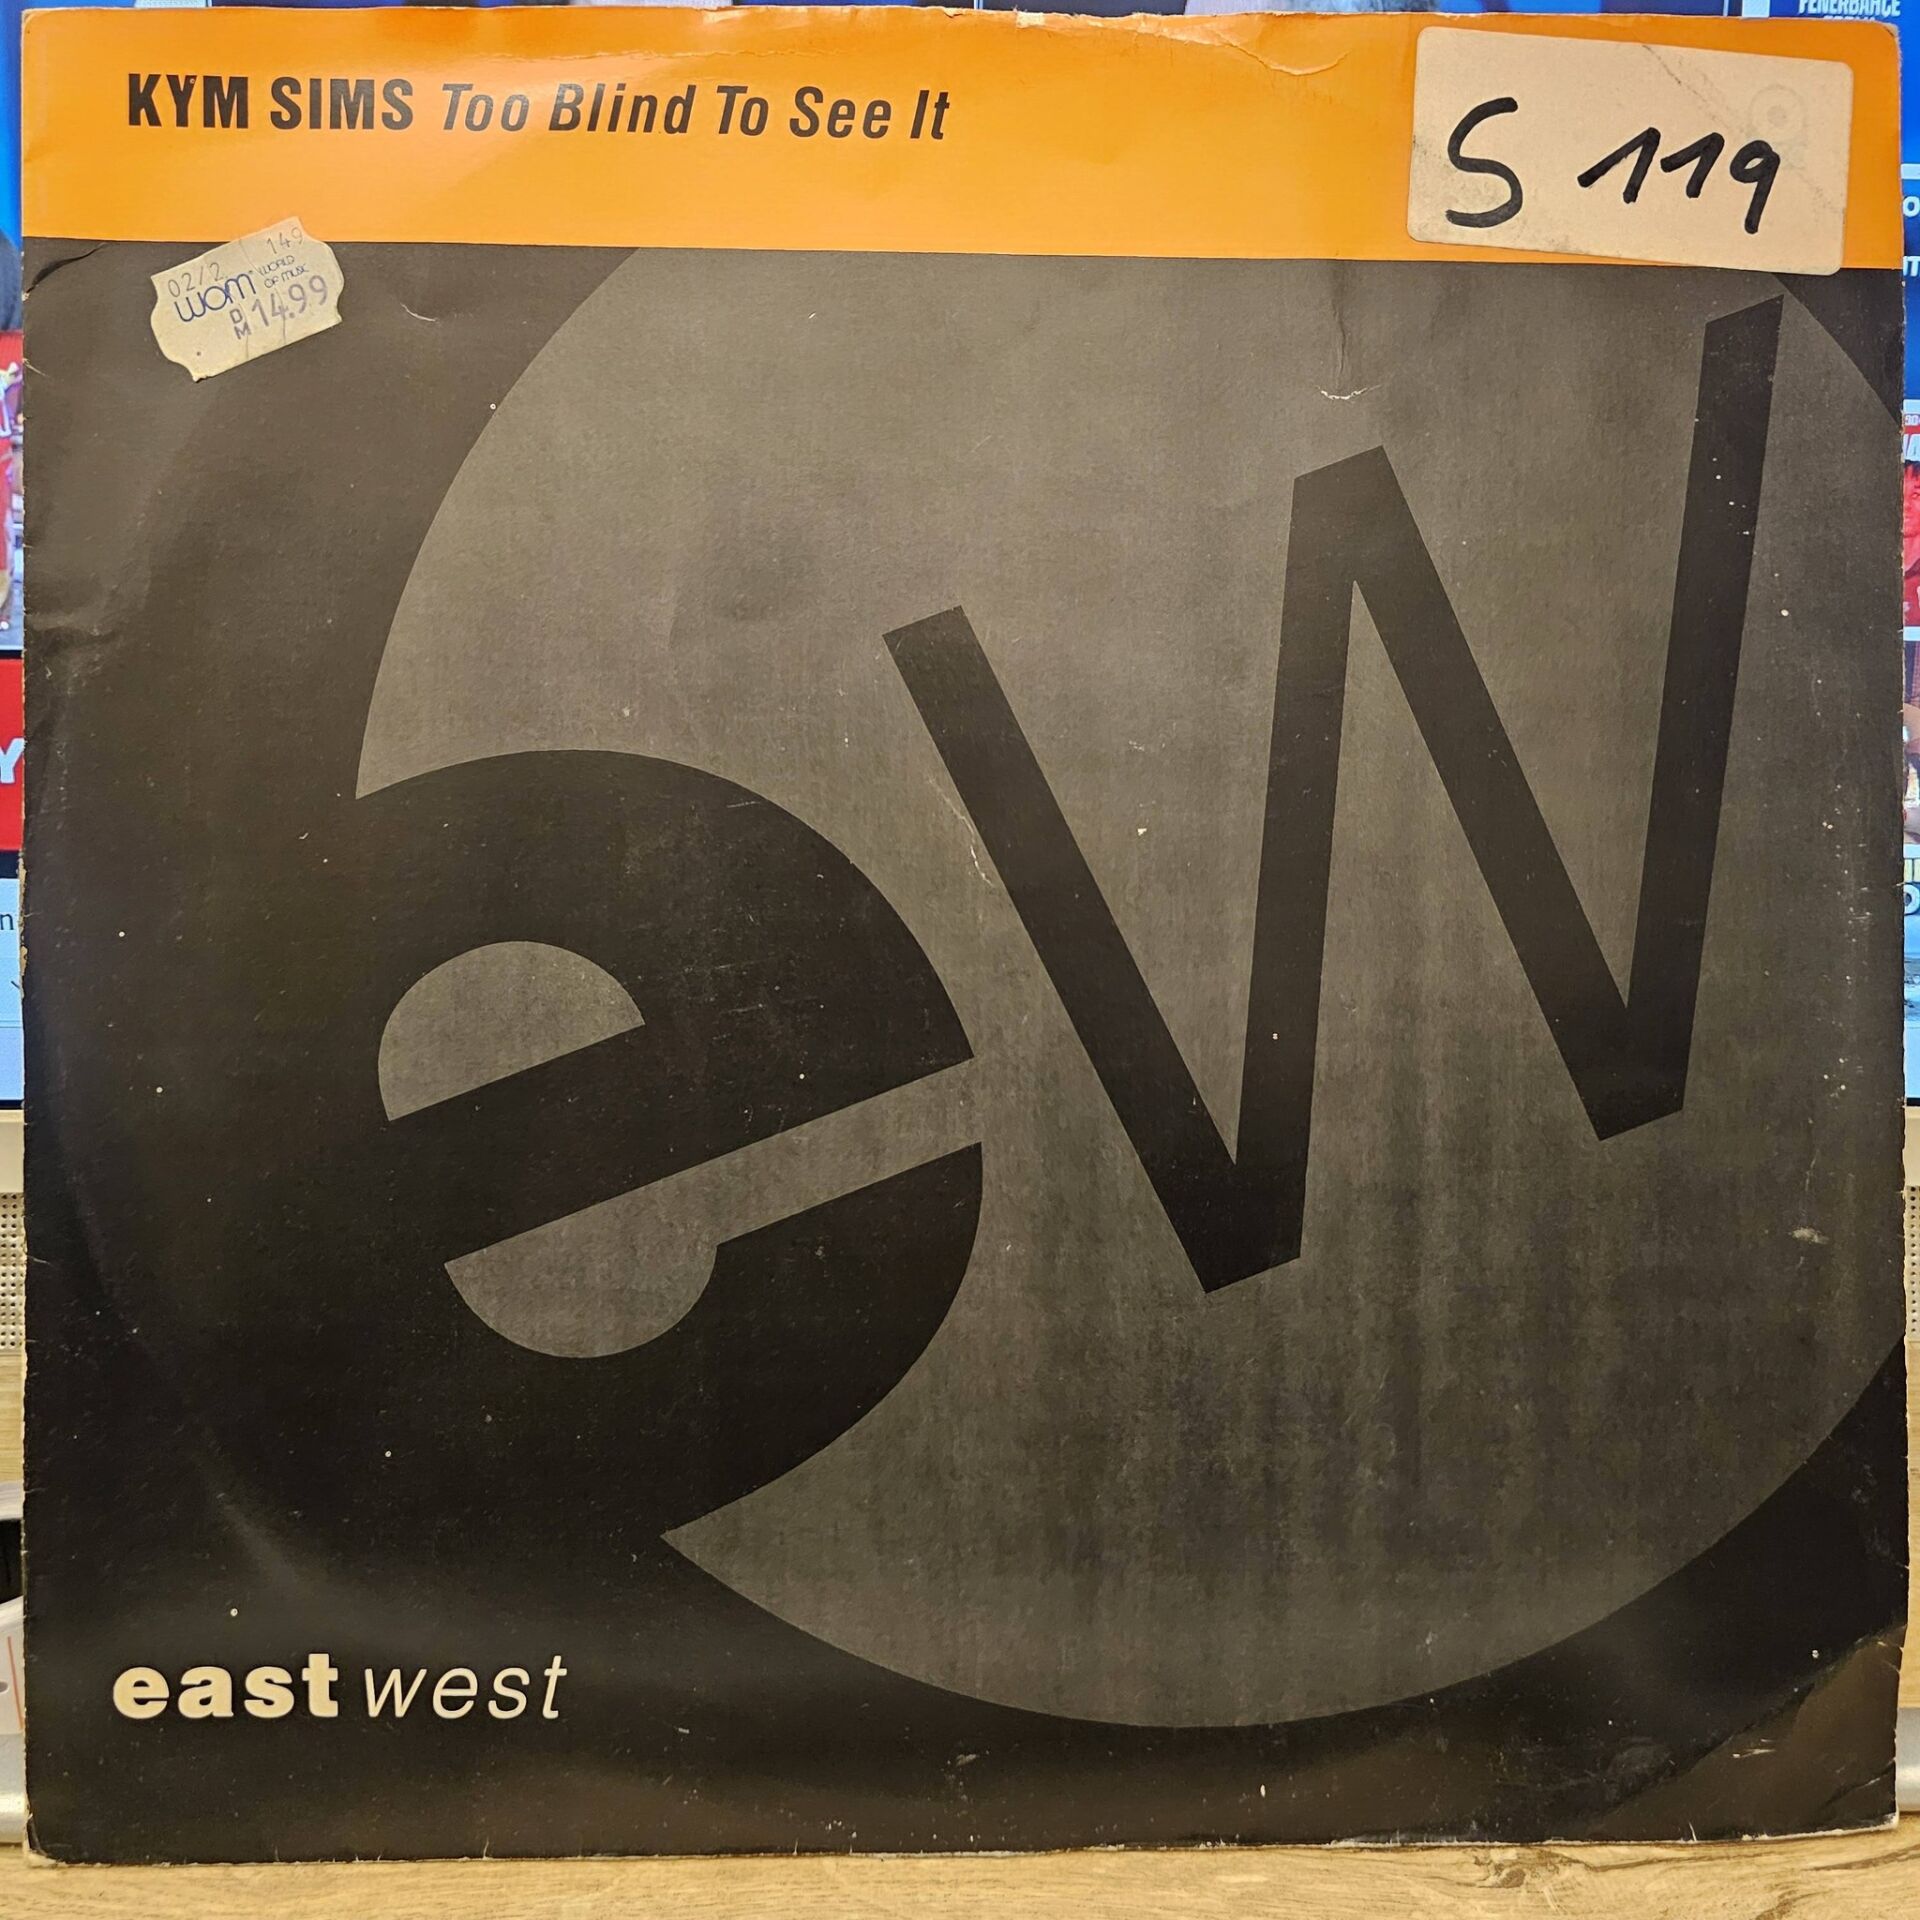 FENERBAHÇE
KYM SIMS Too Blind To See It
S 119
149
02/2
wom WORLD
OF MUSIC
DM 14.99
ew
Y
n
east west